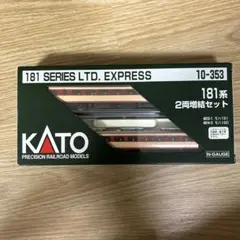 181 SERIES LTD. EXPRESS
10-353
181系
2両増結セット
KATO
PRECISION RAILROAD MODELS
N-GAUGE